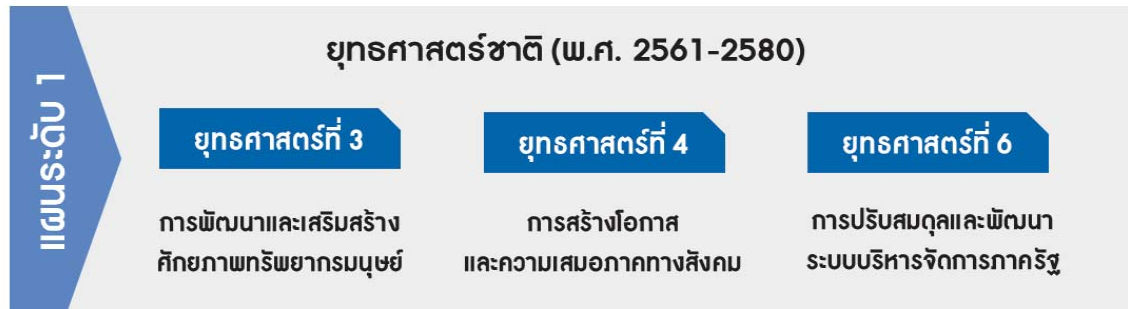 แผนระดับ 1
ยุทธศาสตร์ชาติ (พ.ศ. 2561-2580)
ยุทธศาสตร์ที่ 3
การพัฒนาและเสริมสร้าง
ศักยภาพทรัพยากรมนุษย์
ยุทธศาสตร์ที่ 4
การสร้างโอกาส
และความเสมอภาคทางสังคม
ยุทธศาสตร์ที่ 6
การปรับสมดุลและพัฒนา
ระบบบริหารจัดการภาครัฐ